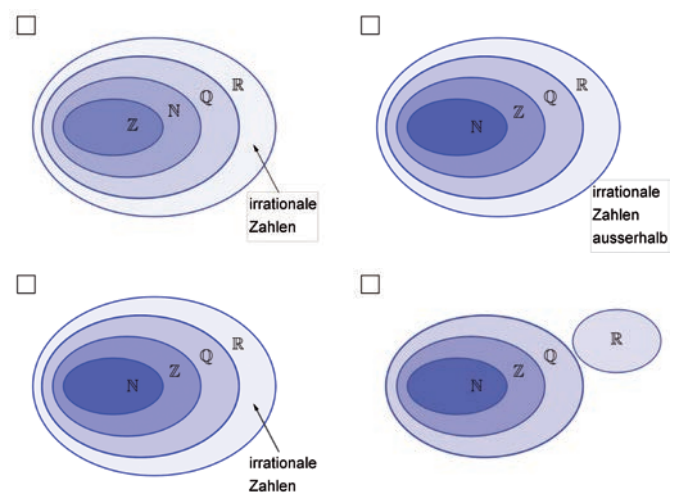 ℤ ℕ ℚ ℝ
irrationale
Zahlen
ℕ ℤ ℚ ℝ
irrationale
Zahlen
ausserhalb
ℕ ℤ ℚ ℝ
irrationale
Zahlen
ℕ ℤ ℚ ℝ